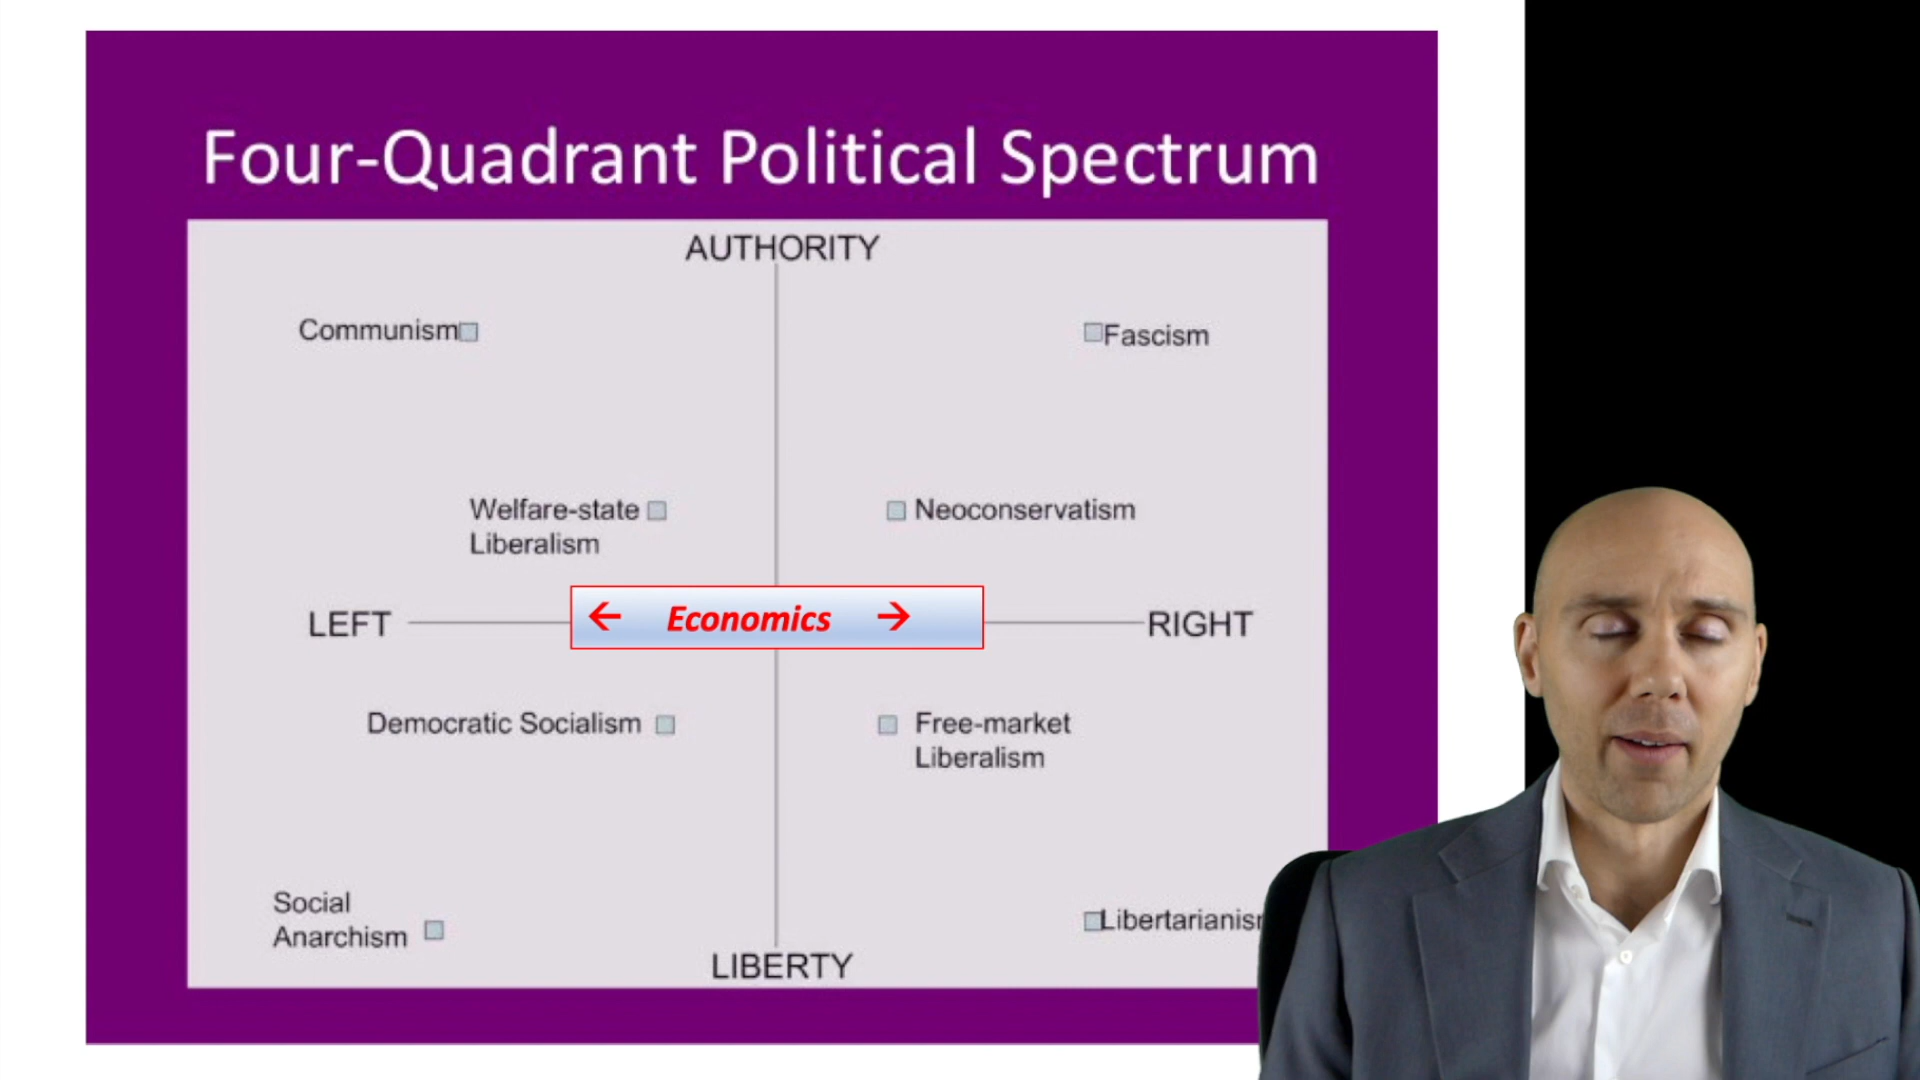 Four-Quadrant Political Spectrum
AUTHORITY
Communism
Fascism
Welfare-state
Liberalism
Neoconservatism
LEFT
← Economics →
RIGHT
Democratic Socialism
Free-market
Liberalism
Social
Anarchism
LIBERTY